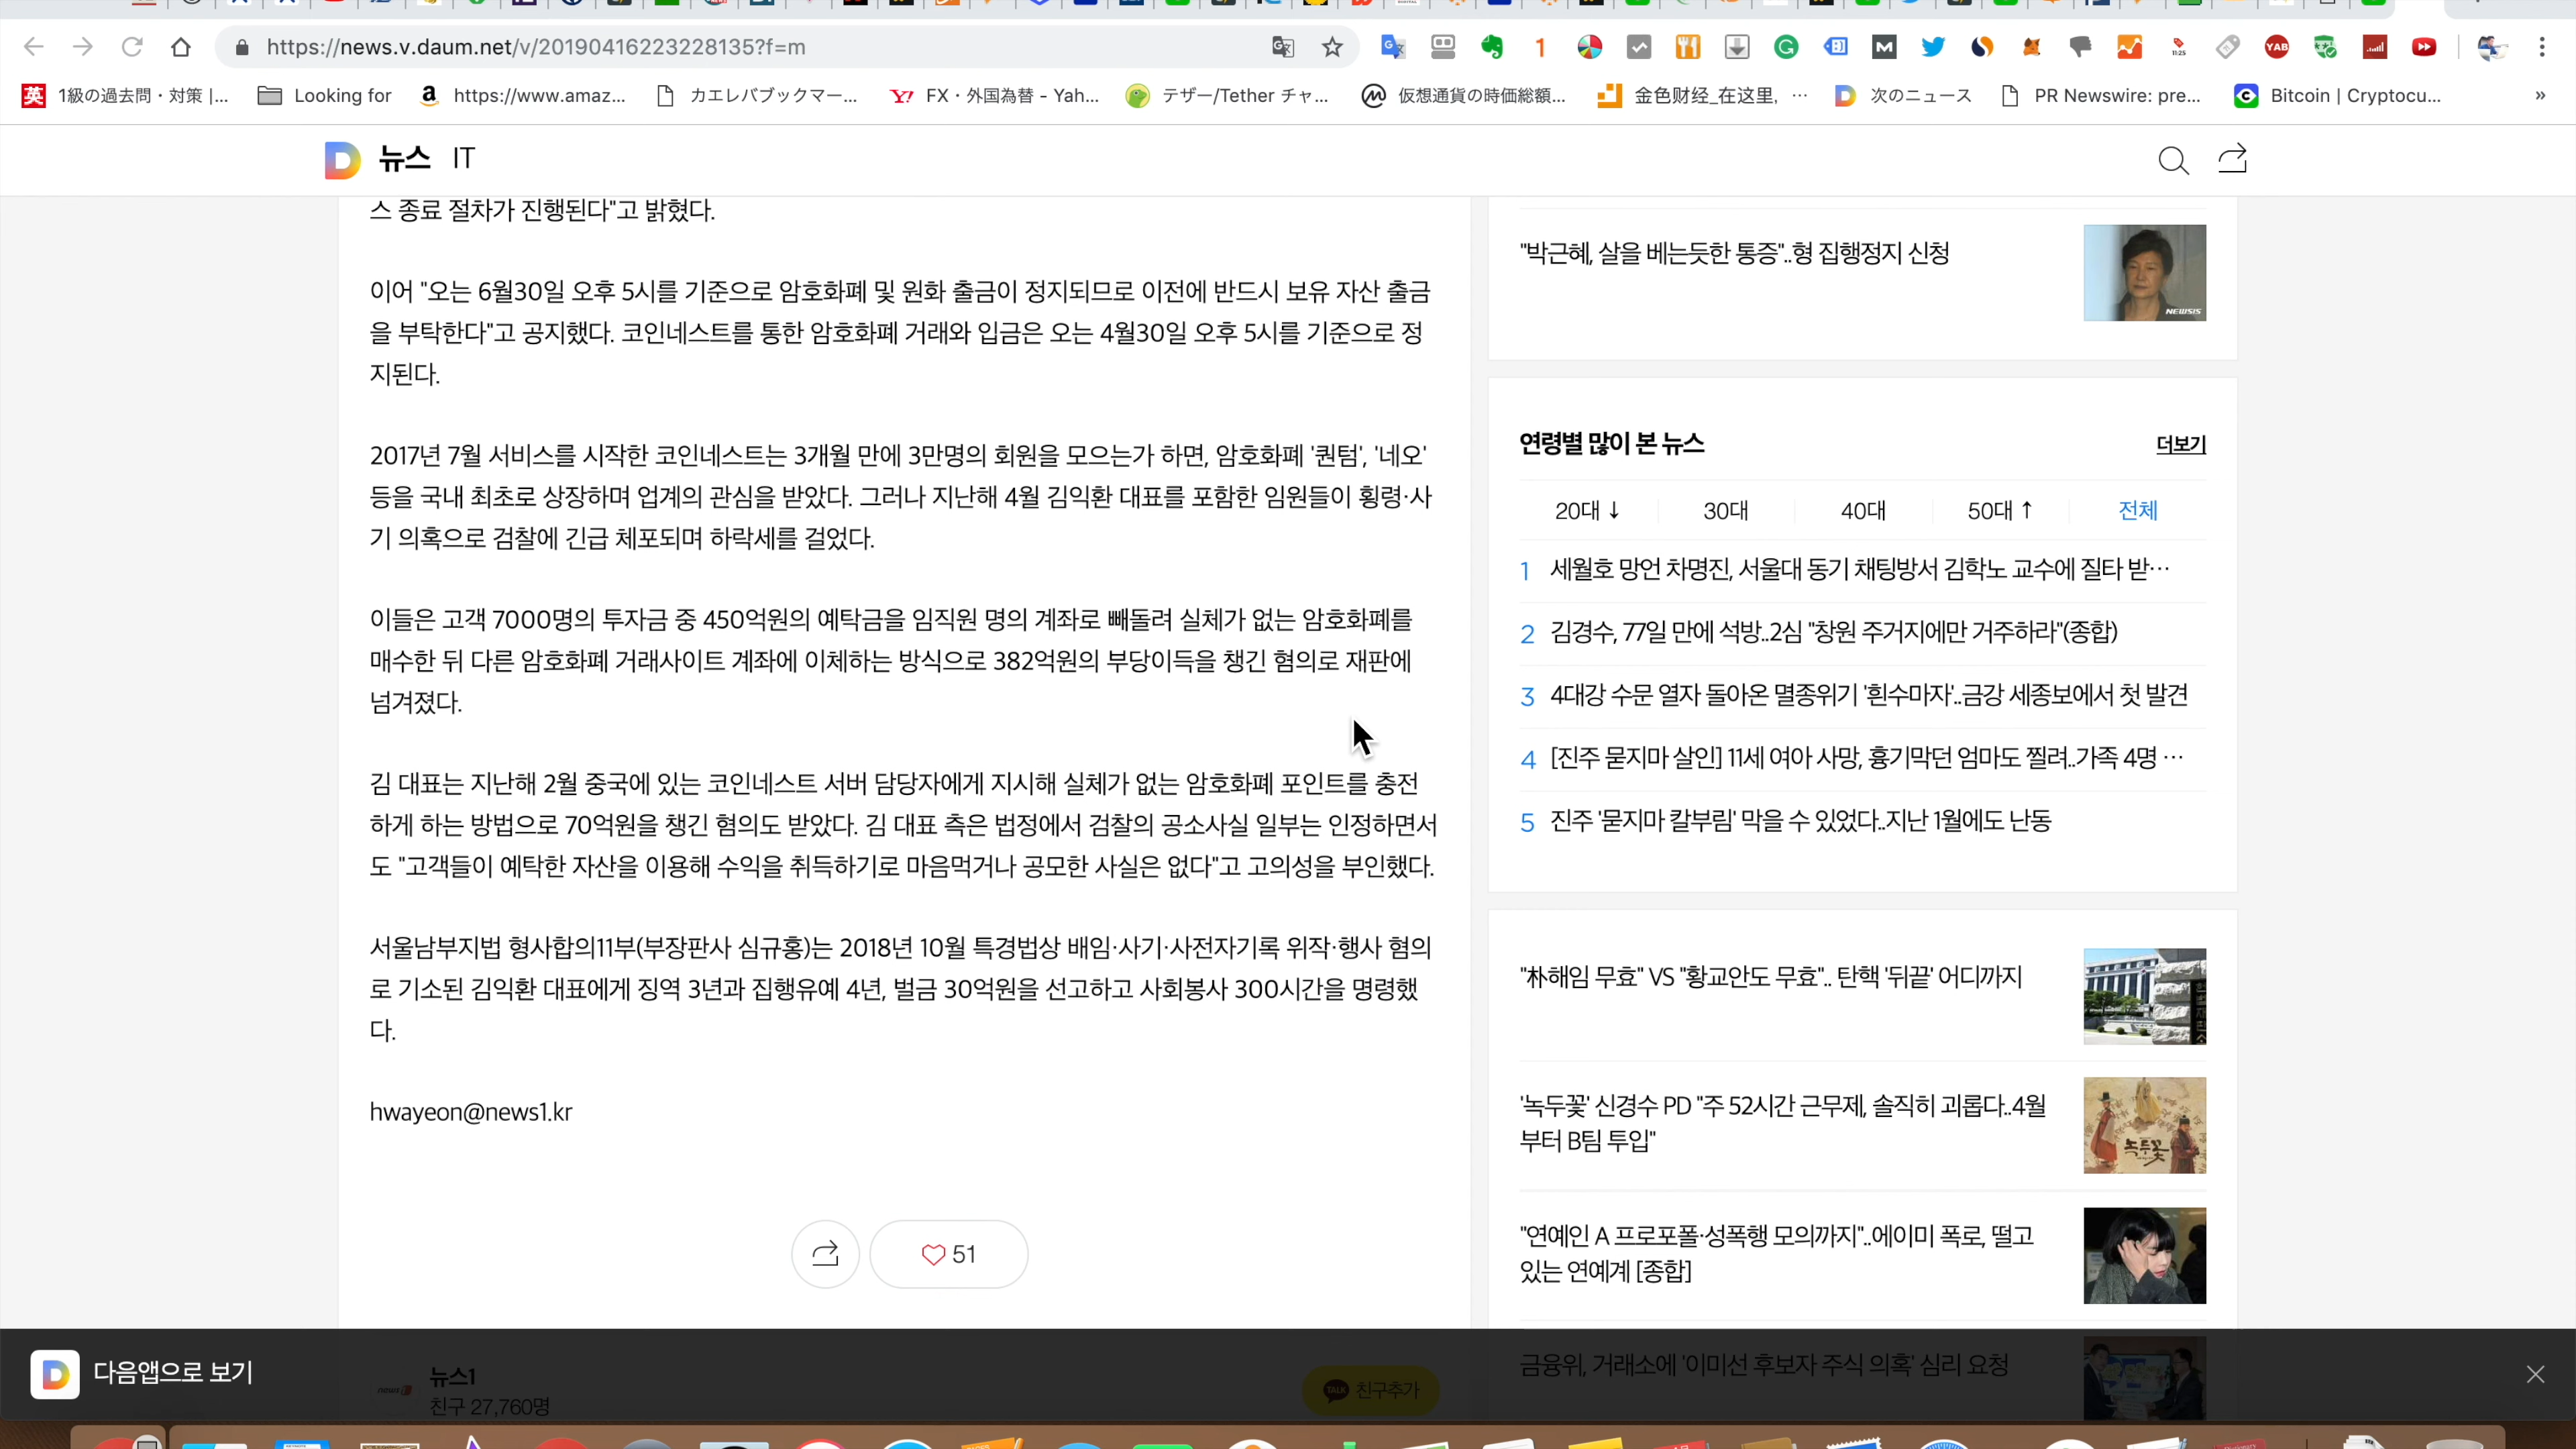 https://news.v.daum.net/v/20190416223228135?f=m
1級の過去問・対策 |...
Looking for
https://www.amaz...
カエレバブックマー...
FX・外国為替 - Yah...
テザー/Tether チャ...
仮想通貨の時価総額...
金色财经_在这里, ...
次のニュース
PR Newswire: pre...
Bitcoin | Cryptocu...
뉴스 IT
스 종료 절차가 진행된다"고 밝혔다.
이어 "오는 6월30일 오후 5시를 기준으로 암호화폐 및 원화 출금이 정지되므로 이전에 반드시 보유 자산 출금
을 부탁한다"고 공지했다. 코인네스트를 통한 암호화폐 거래와 입금은 오는 4월30일 오후 5시를 기준으로 정
지된다.
2017년 7월 서비스를 시작한 코인네스트는 3개월 만에 3만명의 회원을 모으는가 하면, 암호화폐 '퀀텀', '네오'
등을 국내 최초로 상장하며 업계의 관심을 받았다. 그러나 지난해 4월 김익환 대표를 포함한 임원들이 횡령·사
기 의혹으로 검찰에 긴급 체포되며 하락세를 걸었다.
이들은 고객 7000명의 투자금 중 450억원의 예탁금을 임직원 명의 계좌로 빼돌려 실체가 없는 암호화폐를
매수한 뒤 다른 암호화폐 거래사이트 계좌에 이체하는 방식으로 382억원의 부당이득을 챙긴 혐의로 재판에
넘겨졌다.
김 대표는 지난해 2월 중국에 있는 코인네스트 서버 담당자에게 지시해 실체가 없는 암호화폐 포인트를 충전
하게 하는 방법으로 70억원을 챙긴 혐의도 받았다. 김 대표 측은 법정에서 검찰의 공소사실 일부는 인정하면서
도 "고객들이 예탁한 자산을 이용해 수익을 취득하기로 마음먹거나 공모한 사실은 없다"고 고의성을 부인했다.
서울남부지법 형사합의11부(부장판사 심규홍)는 2018년 10월 특경법상 배임·사기·사전자기록 위작·행사 혐의
로 기소된 김익환 대표에게 징역 3년과 집행유예 4년, 벌금 30억원을 선고하고 사회봉사 300시간을 명령했
다.
hwayeon@news1.kr
51
"박근혜, 살을 베는듯한 통증"..형 집행정지 신청
NEWSIS
연령별 많이 본 뉴스
더보기
20대↓ 30대 40대 50대↑ 전체
1 세월호 망언 차명진, 서울대 동기 채팅방서 김학노 교수에 질타 받…
2 김경수, 77일 만에 석방..2심 "창원 주거지에만 거주하라"(종합)
3 4대강 수문 열자 돌아온 멸종위기 '흰수마자'..금강 세종보에서 첫 발견
4 [진주 묻지마 살인] 11세 여아 사망, 흉기막던 엄마도 찔려..가족 4명 …
5 진주 '묻지마 칼부림' 막을 수 있었다..지난 1월에도 난동
"朴해임 무효" VS "황교안도 무효".. 탄핵 '뒤끝' 어디까지
'녹두꽃' 신경수 PD "주 52시간 근무제, 솔직히 괴롭다..4월
부터 B팀 투입"
녹두꽃
"연예인 A 프로포폴·성폭행 모의까지"..에이미 폭로, 떨고
있는 연예계 [종합]
금융위, 거래소에 '이미선 후보자 주식 의혹' 심리 요청
다음앱으로 보기
뉴스1
친구 27,760명
TALK 친구추가